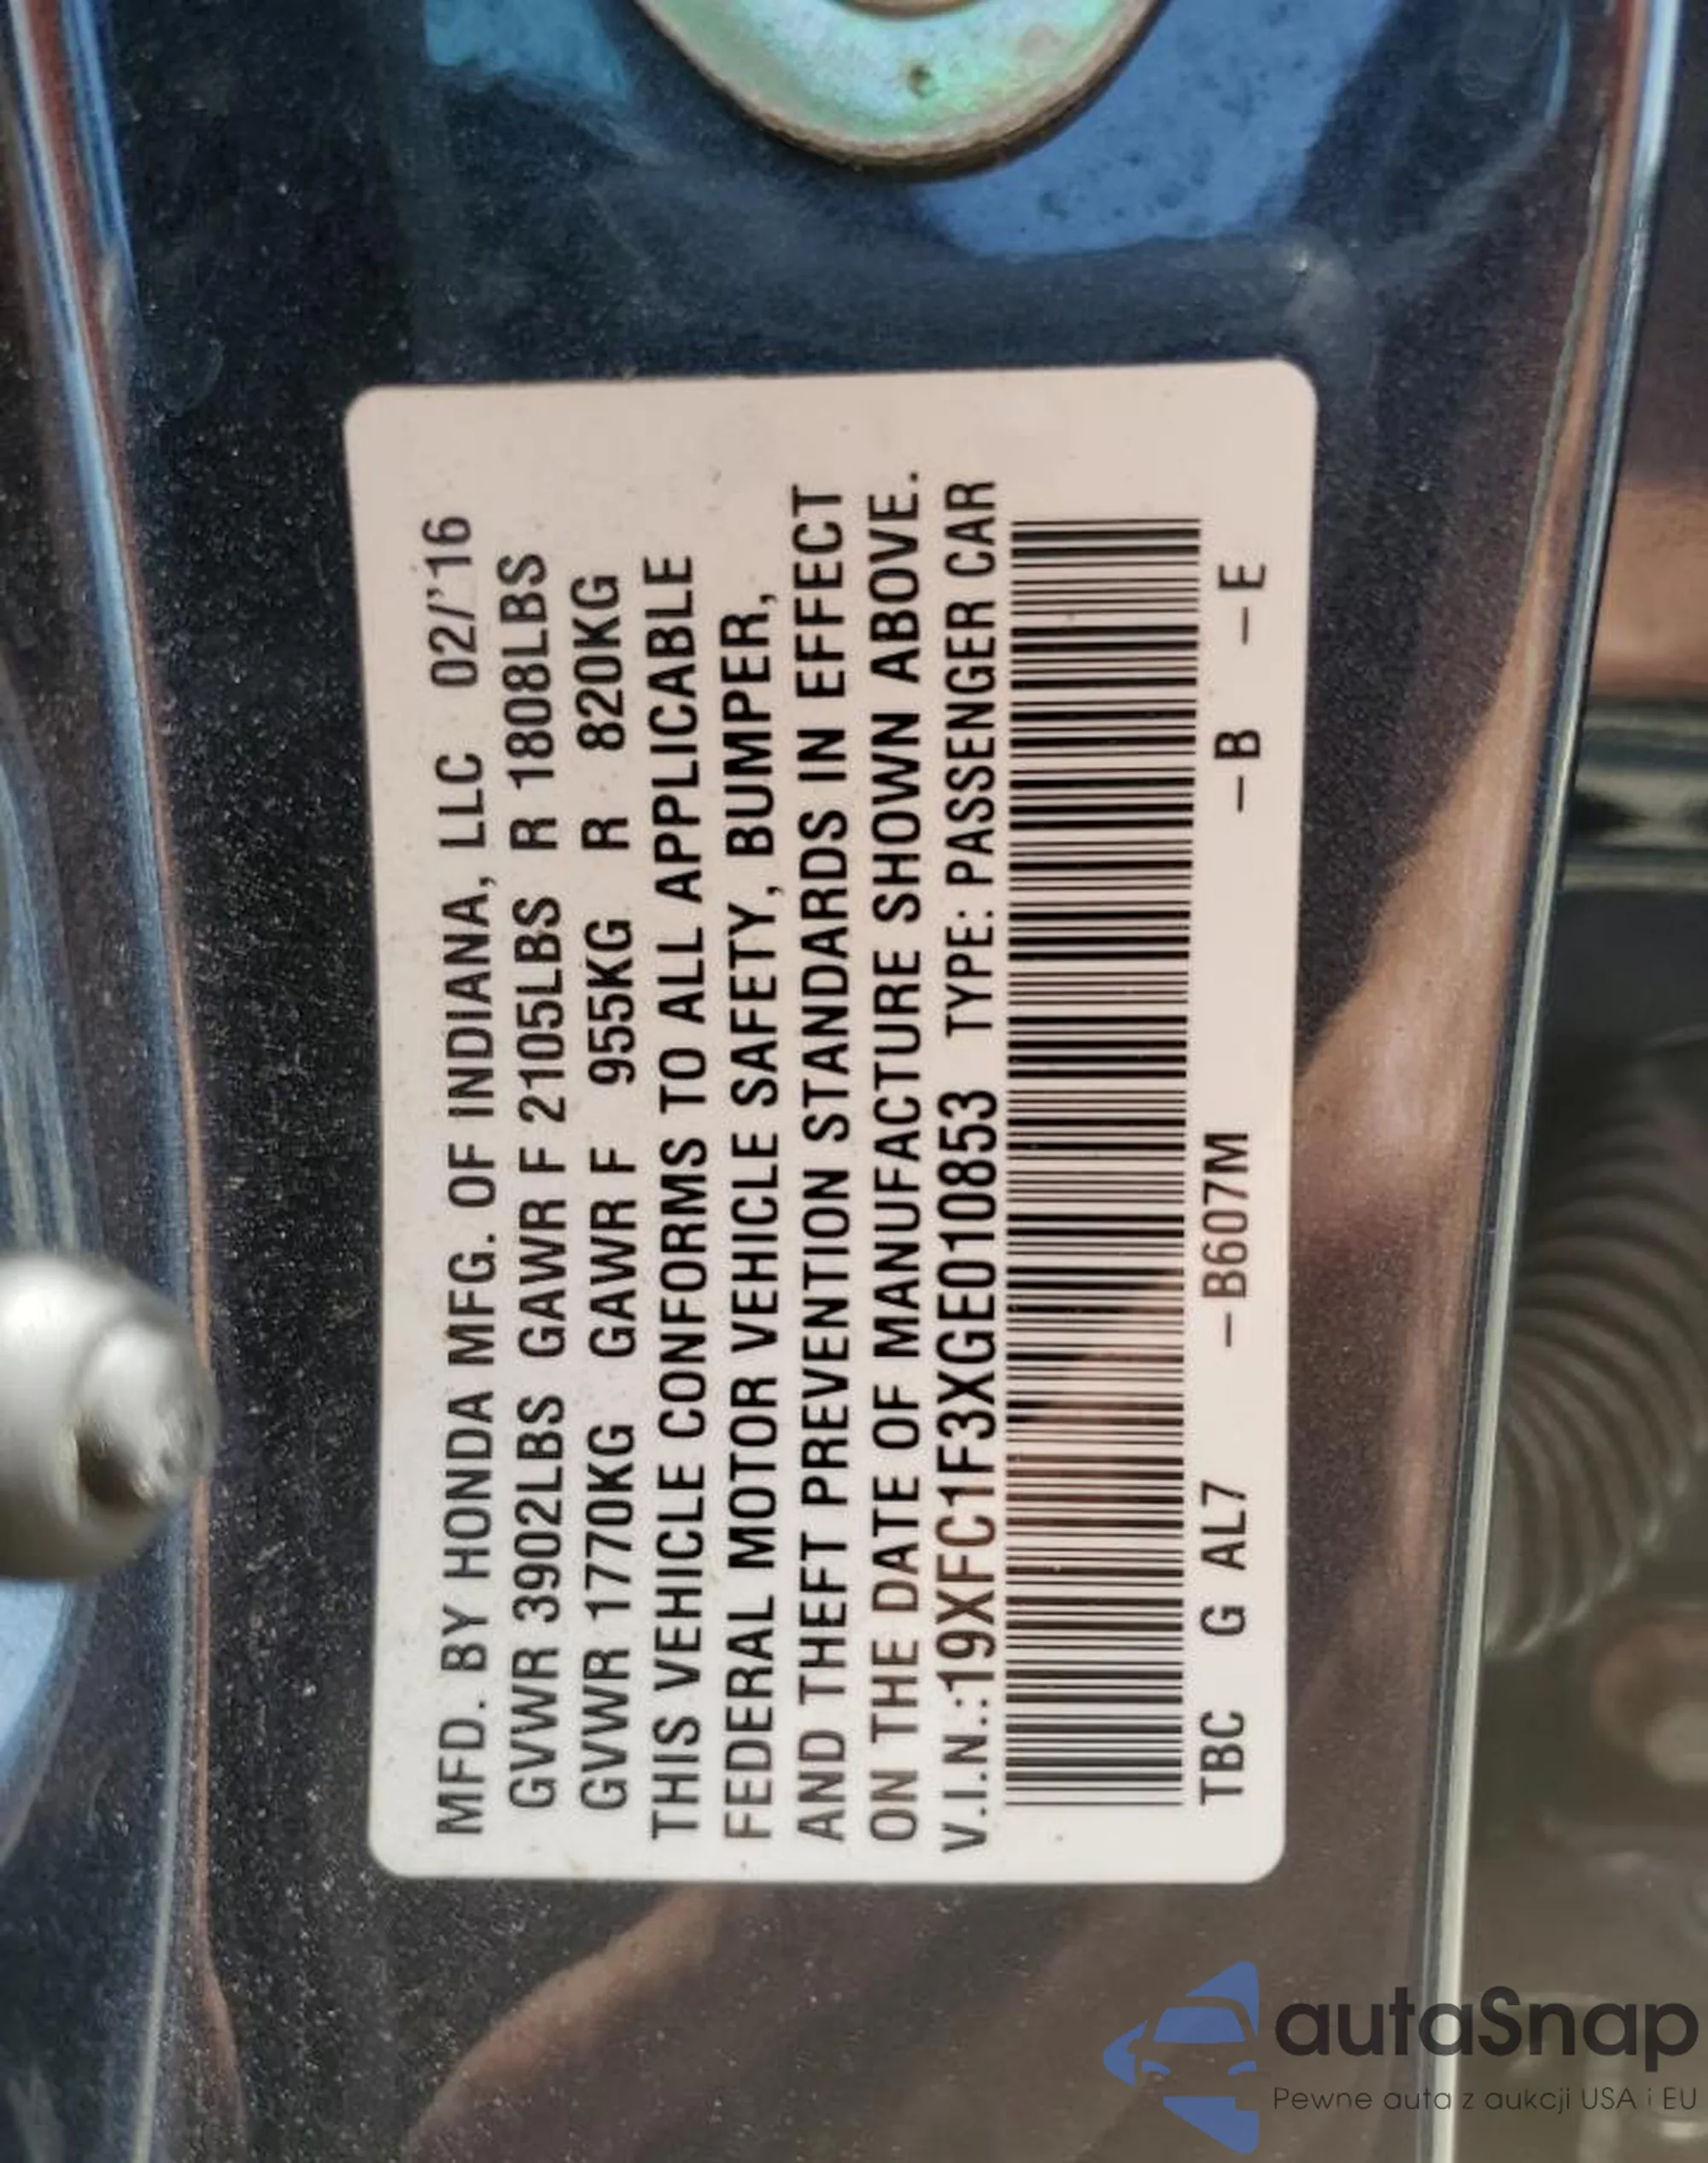 MFD. BY HONDA MFG. OF INDIANA, LLC 02/'16
GVWR 3902LBS GAWR F 2105LBS R 1808LBS
GVWR 1770KG GAWR F 955KG R 820KG
THIS VEHICLE CONFORMS TO ALL APPLICABLE
FEDERAL MOTOR VEHICLE SAFETY, BUMPER,
AND THEFT PREVENTION STANDARDS IN EFFECT
ON THE DATE OF MANUFACTURE SHOWN ABOVE.
V.I.N.:19XFC1F3XGE010853 TYPE: PASSENGER CAR
TBC G AL7 –B607M –B –E
autaSnap
Pewne auta z aukcji USA i EU